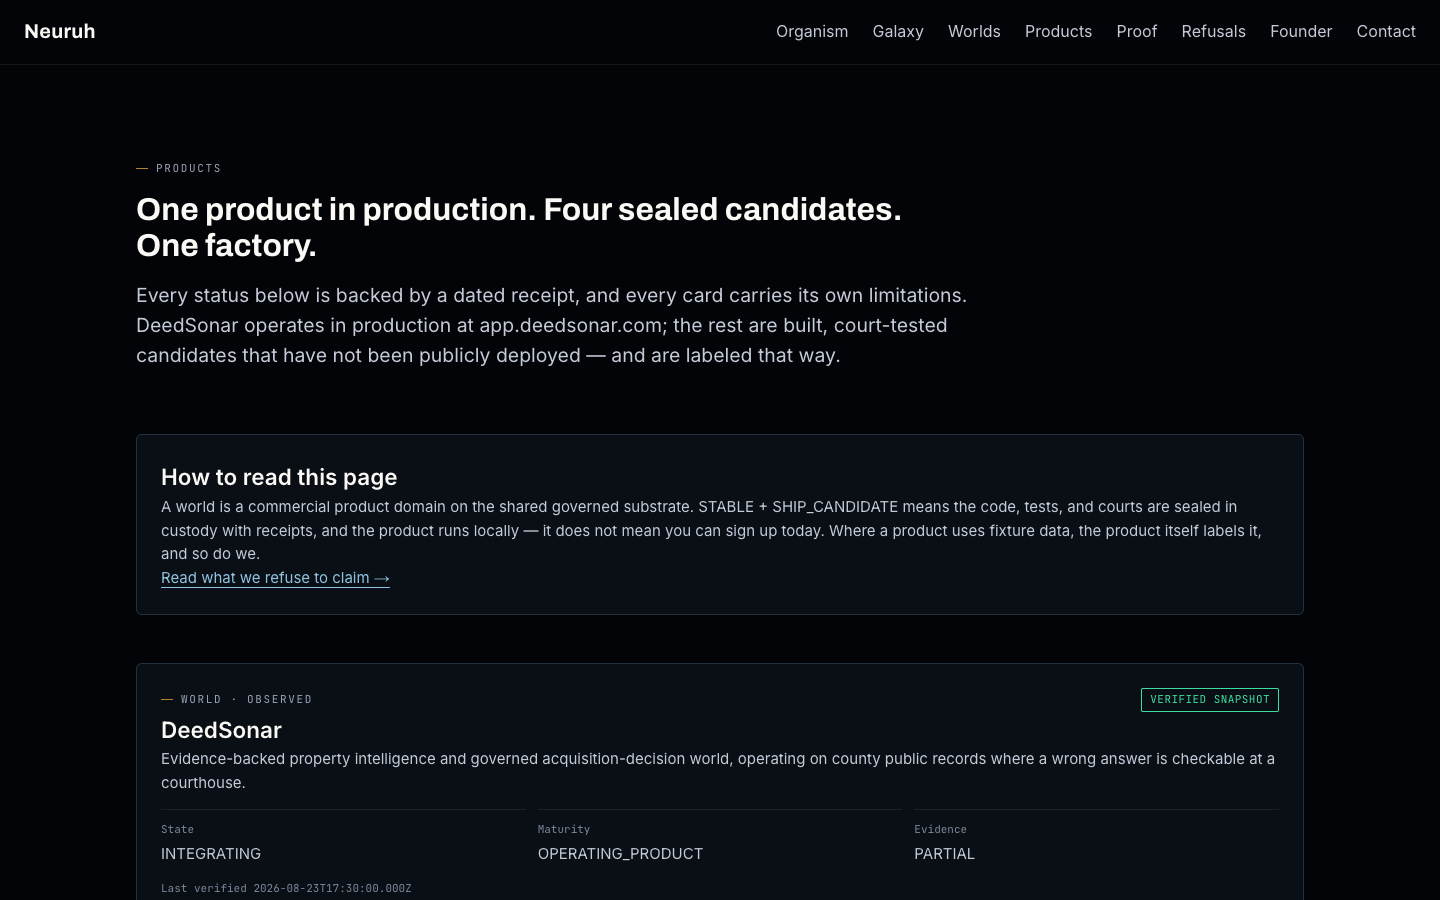 Neuruh
Organism Galaxy Worlds Products Proof Refusals Founder Contact
— PRODUCTS
One product in production. Four sealed candidates.
One factory.
Every status below is backed by a dated receipt, and every card carries its own limitations.
DeedSonar operates in production at app.deedsonar.com; the rest are built, court-tested
candidates that have not been publicly deployed — and are labeled that way.
How to read this page
A world is a commercial product domain on the shared governed substrate. STABLE + SHIP_CANDIDATE means the code, tests, and courts are sealed in
custody with receipts, and the product runs locally — it does not mean you can sign up today. Where a product uses fixture data, the product itself labels it,
and so do we.
Read what we refuse to claim →
— WORLD · OBSERVED
VERIFIED SNAPSHOT
DeedSonar
Evidence-backed property intelligence and governed acquisition-decision world, operating on county public records where a wrong answer is checkable at a
courthouse.
State Maturity Evidence
INTEGRATING OPERATING_PRODUCT PARTIAL
Last verified 2026-08-23T17:30:00.000Z